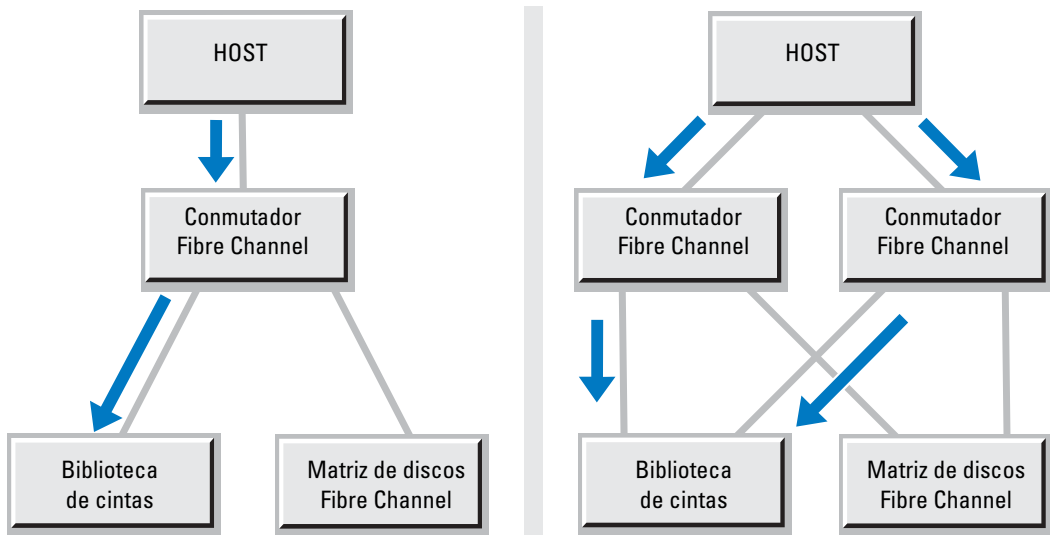 HOST
Conmutador
Fibre Channel
Biblioteca
de cintas
Matriz de discos
Fibre Channel
HOST
Conmutador
Fibre Channel
Conmutador
Fibre Channel
Biblioteca
de cintas
Matriz de discos
Fibre Channel